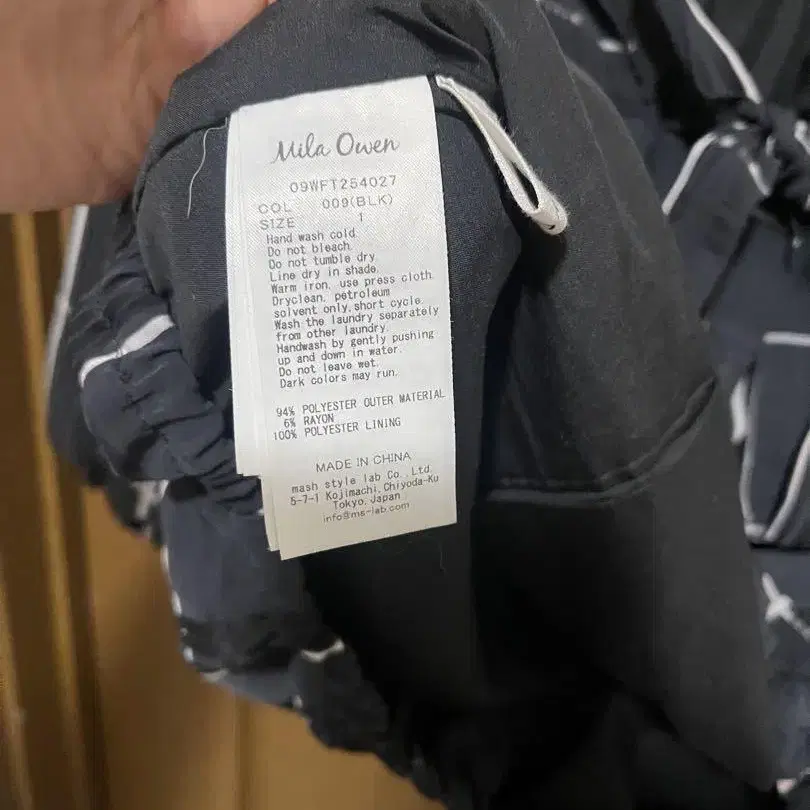 Mila Owen
09WFT254027
COL 009(BLK)
SIZE 1
Hand wash cold.
Do not bleach.
Do not tumble dry.
Line dry in shade.
Warm iron, use press cloth.
Dryclean, petroleum
solvent only,short cycle.
Wash the laundry separately
from other laundry.
Handwash by gently pushing
up and down in water.
Do not leave wet.
Dark colors may run.
94% POLYESTER OUTER MATERIAL
6% RAYON
100% POLYESTER LINING
MADE IN CHINA
mash style lab Co.,Ltd.
5-7-1 Kojimachi,Chiyoda-Ku
Tokyo,Japan
info@ms-lab.com